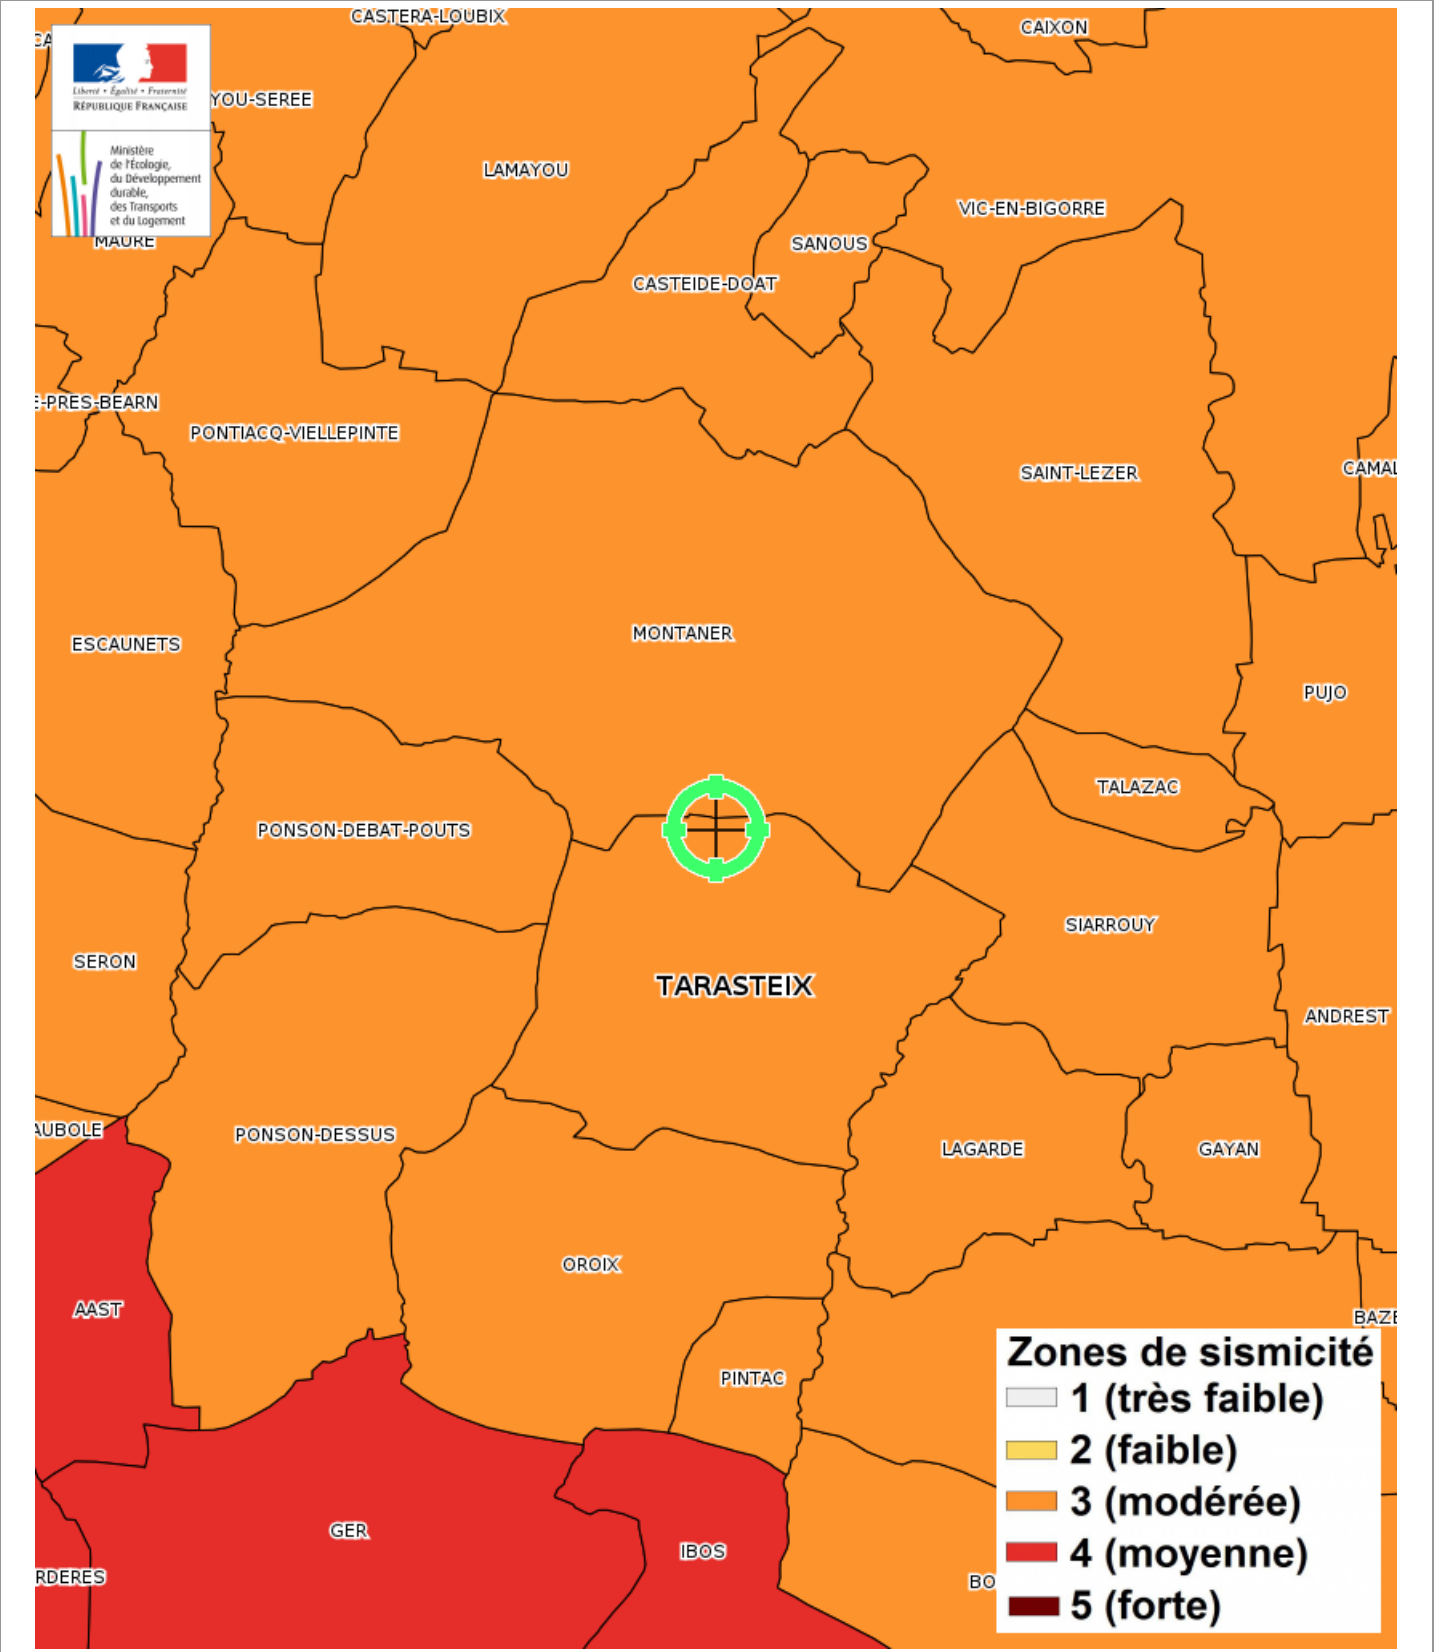 CASTERA-LOUBIX
CAIXON
CA
Liberté • Égalité • Fraternité
RÉPUBLIQUE FRANÇAISE
YOU-SEREE
Ministère
de l'Écologie,
du Développement
durable,
des Transports
et du Logement
LAMAYOU
VIC-EN-BIGORRE
MAURE
SANOUS
CASTEIDE-DOAT
E-PRES-BEARN
PONTIACQ-VIELLEPINTE
CAMAL
SAINT-LEZER
MONTANER
ESCAUNETS
PUJO
TALAZAC
PONSON-DEBAT-POUTS
SIARROUY
SERON
TARASTEIX
ANDREST
AUBOLE
PONSON-DESSUS
LAGARDE
GAYAN
OROIX
AAST
BAZE
PINTAC
GER
IBOS
RDERES
BO
Zones de sismicité
1 (très faible)
2 (faible)
3 (modérée)
4 (moyenne)
5 (forte)